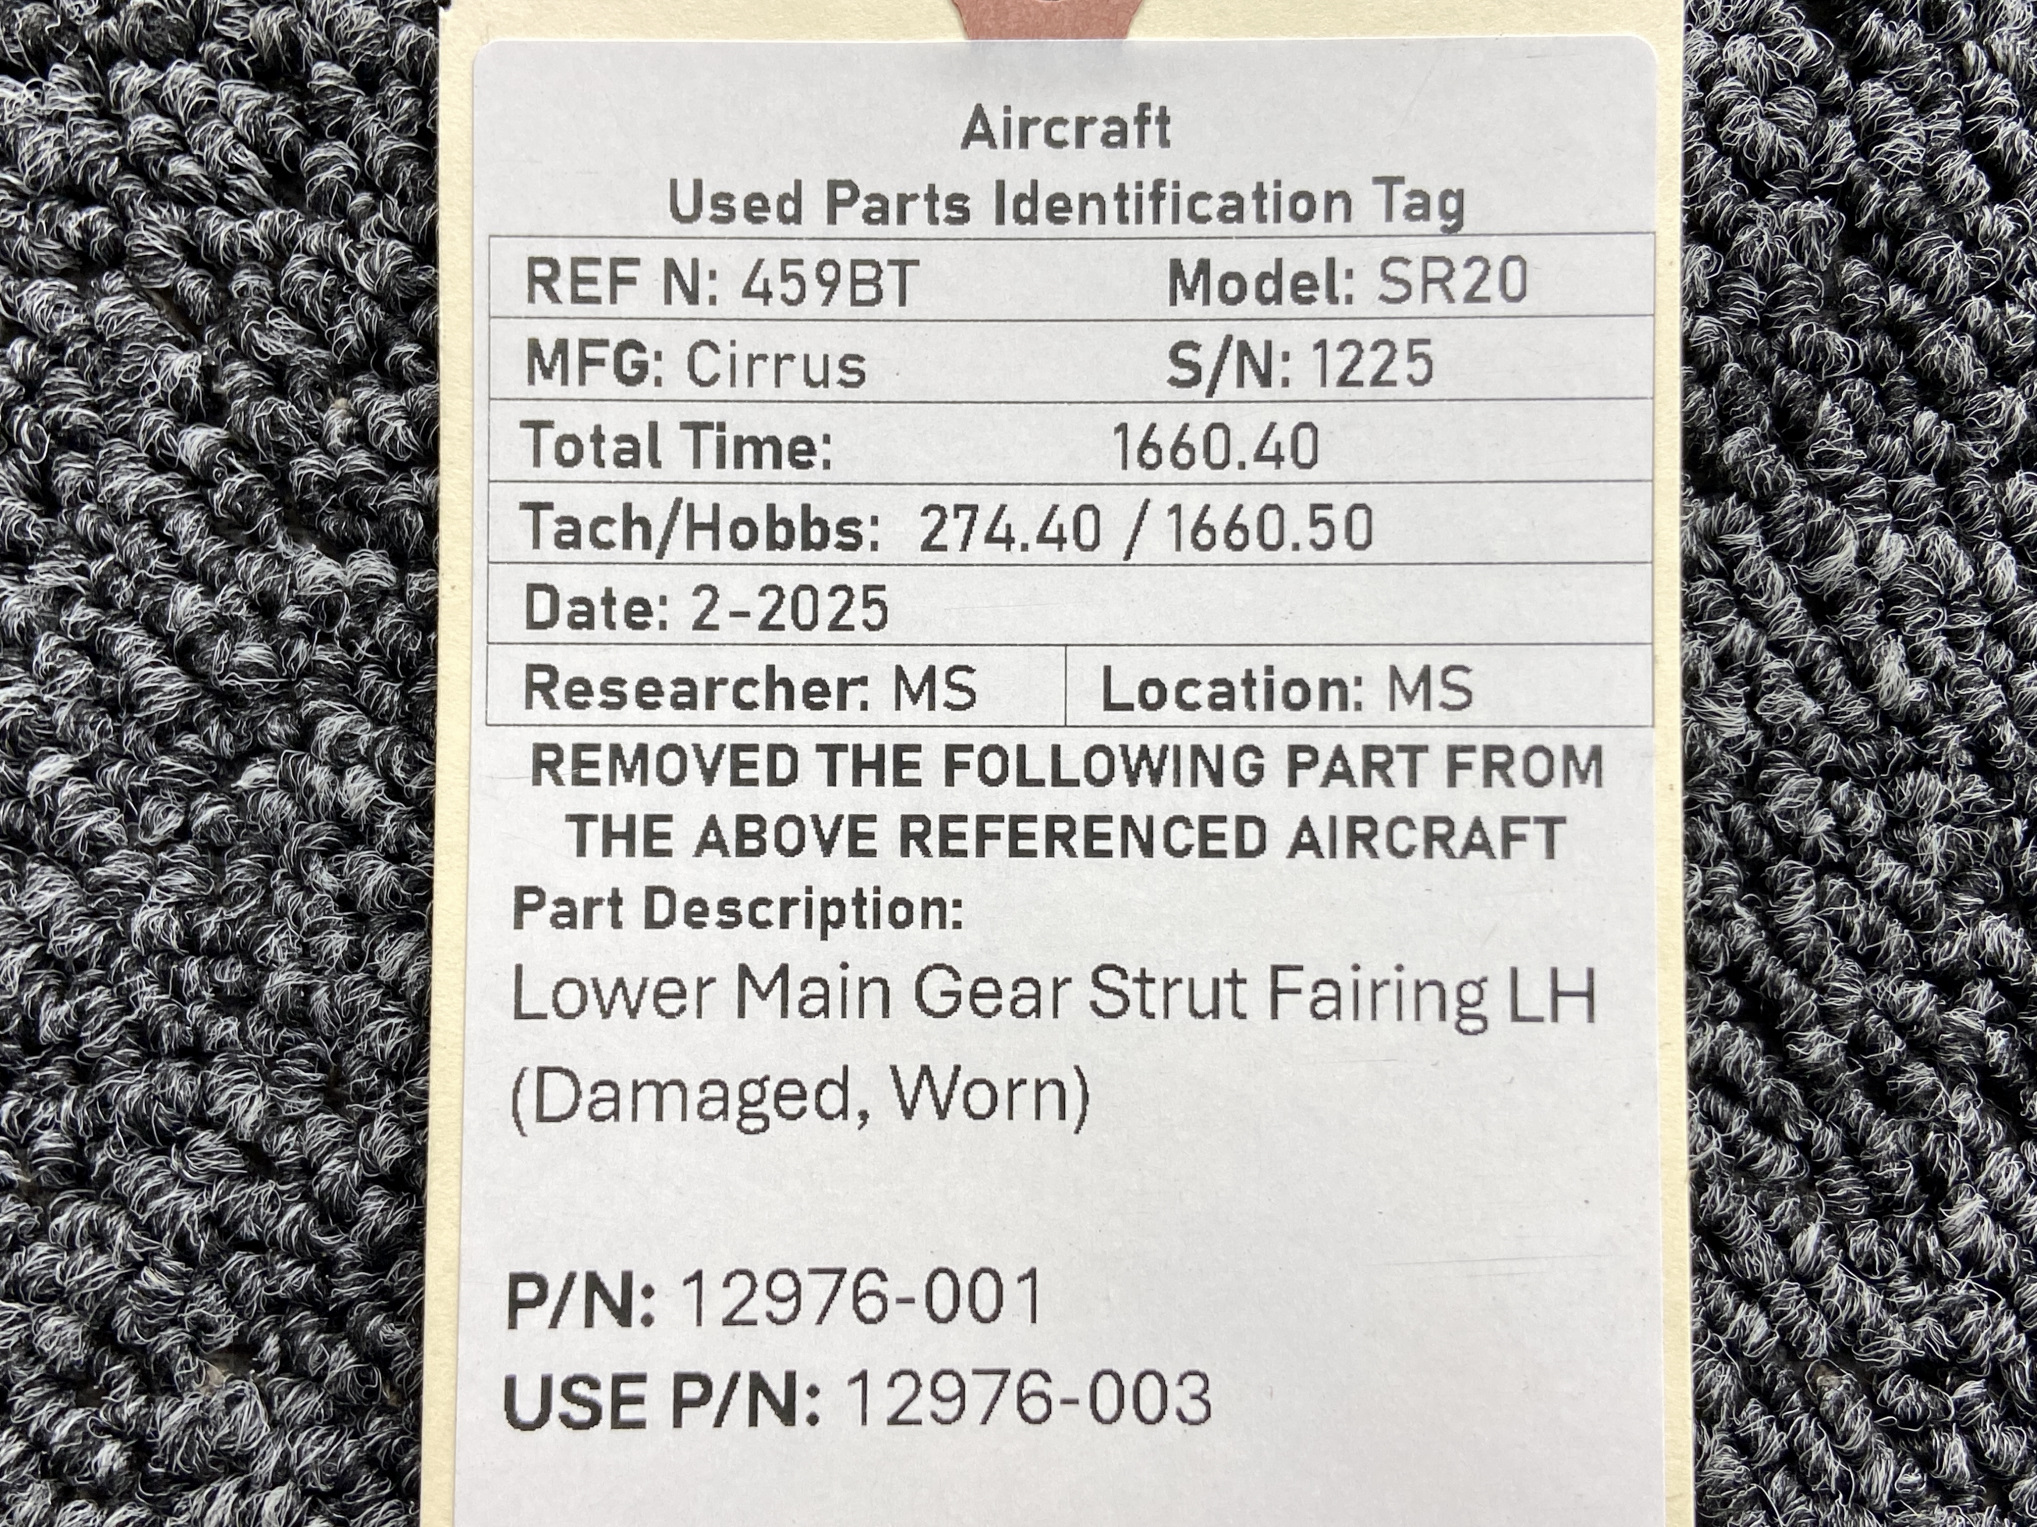 Aircraft
Used Parts Identification Tag
REF N: 459BT Model: SR20
MFG: Cirrus S/N: 1225
Total Time: 1660.40
Tach/Hobbs: 274.40 / 1660.50
Date: 2-2025
Researcher: MS Location: MS
REMOVED THE FOLLOWING PART FROM
THE ABOVE REFERENCED AIRCRAFT
Part Description:
Lower Main Gear Strut Fairing LH
(Damaged, Worn)
P/N: 12976-001
USE P/N: 12976-003